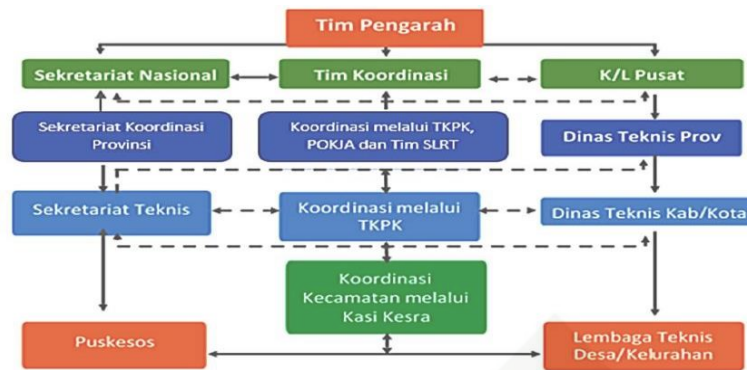 Tim Pengarah
Sekretariat Nasional
Tim Koordinasi
K/L Pusat
Sekretariat Koordinasi
Provinsi
Koordinasi melalui TKPK,
POKJA dan Tim SLRT
Dinas Teknis Prov
Sekretariat Teknis
Koordinasi melalui
TKPK
Dinas Teknis Kab/Kota
Koordinasi
Kecamatan melalui
Kasi Kesra
Puskesos
Lembaga Teknis
Desa/Kelurahan